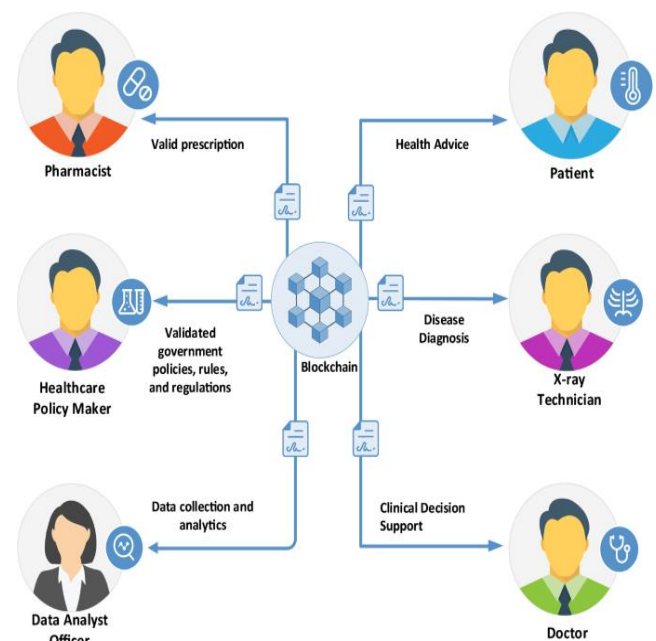 Valid prescription
Health Advice
Pharmacist
Patient
Blockchain
Disease
Diagnosis
Validated
government
policies, rules,
and regulations
Healthcare
Policy Maker
X-ray
Technician
Data collection and
analytics
Clinical Decision
Support
Data Analyst
Officer
Doctor